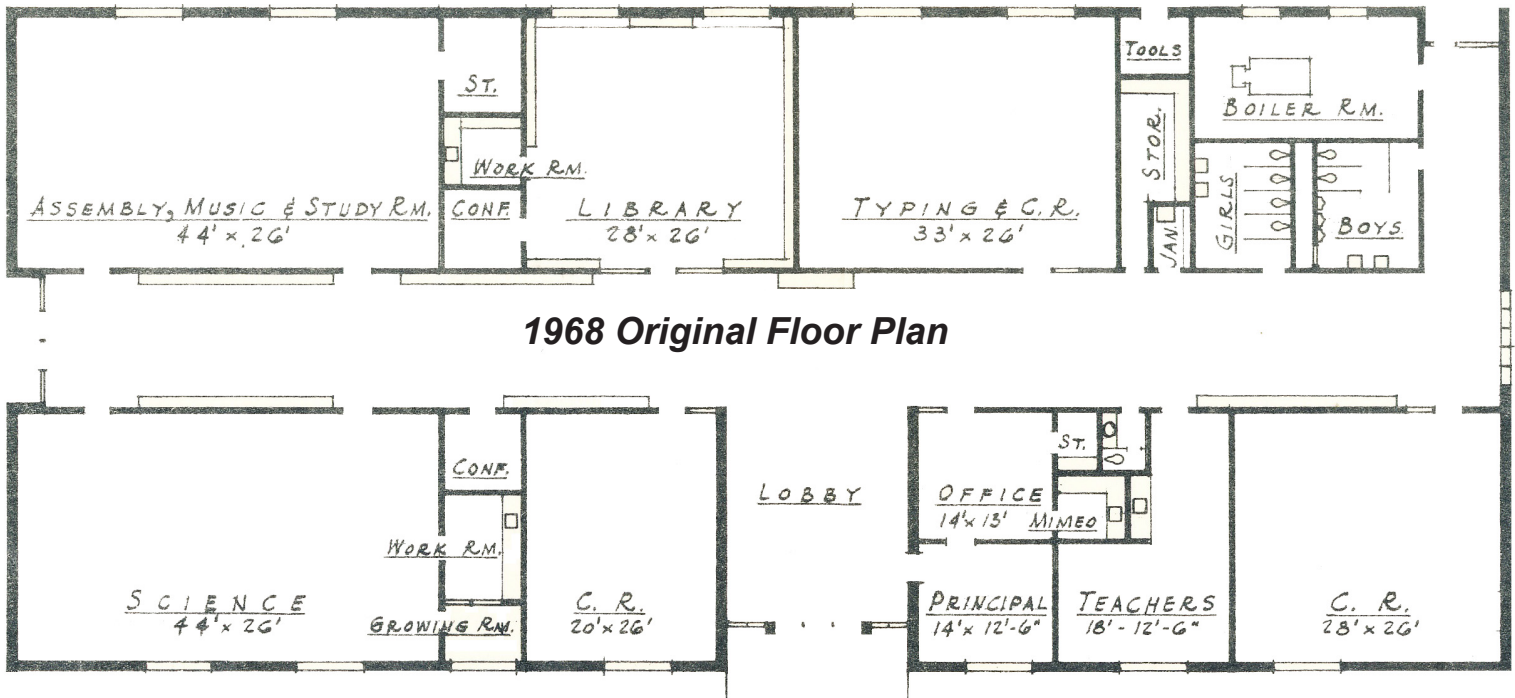 TOOLS
ST.
BOILER RM.
STOR.
WORK RM.
ASSEMBLY, MUSIC & STUDY RM.
44' x 26'
CONF.
LIBRARY
28' x 26'
TYPING & C.R.
33' x 26'
JAN.
GIRLS
BOYS
1968 Original Floor Plan
CONF.
ST.
LOBBY
OFFICE
14' x 13'
MIMEO
WORK RM.
SCIENCE
44' x 26'
GROWING RM.
C. R.
20' x 26'
PRINCIPAL
14' x 12'-6"
TEACHERS
18' - 12'-6"
C. R.
28' x 26'